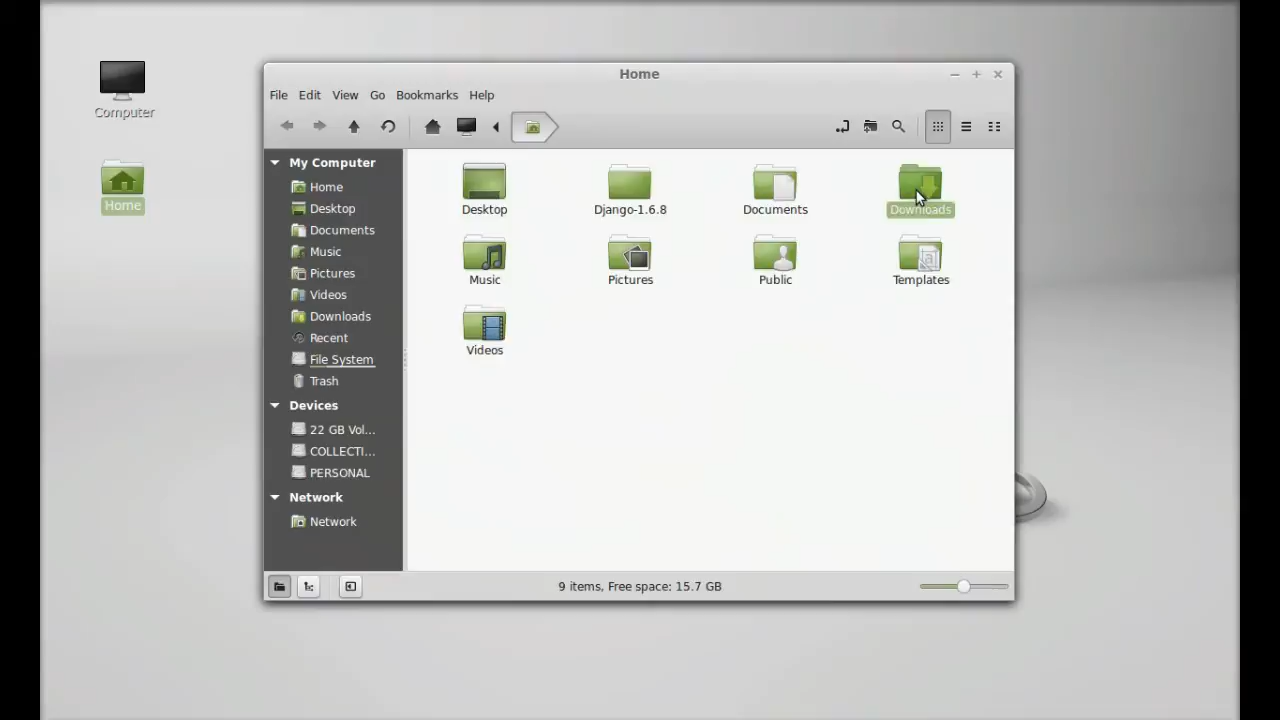 Computer
Home
Home
File Edit View Go Bookmarks Help
My Computer
Home
Desktop
Documents
Music
Pictures
Videos
Downloads
Recent
File System
Trash
Devices
22 GB Vol...
COLLECTI...
PERSONAL
Network
Network
Desktop Django-1.6.8 Documents Downloads
Music Pictures Public Templates
Videos
9 items, Free space: 15.7 GB